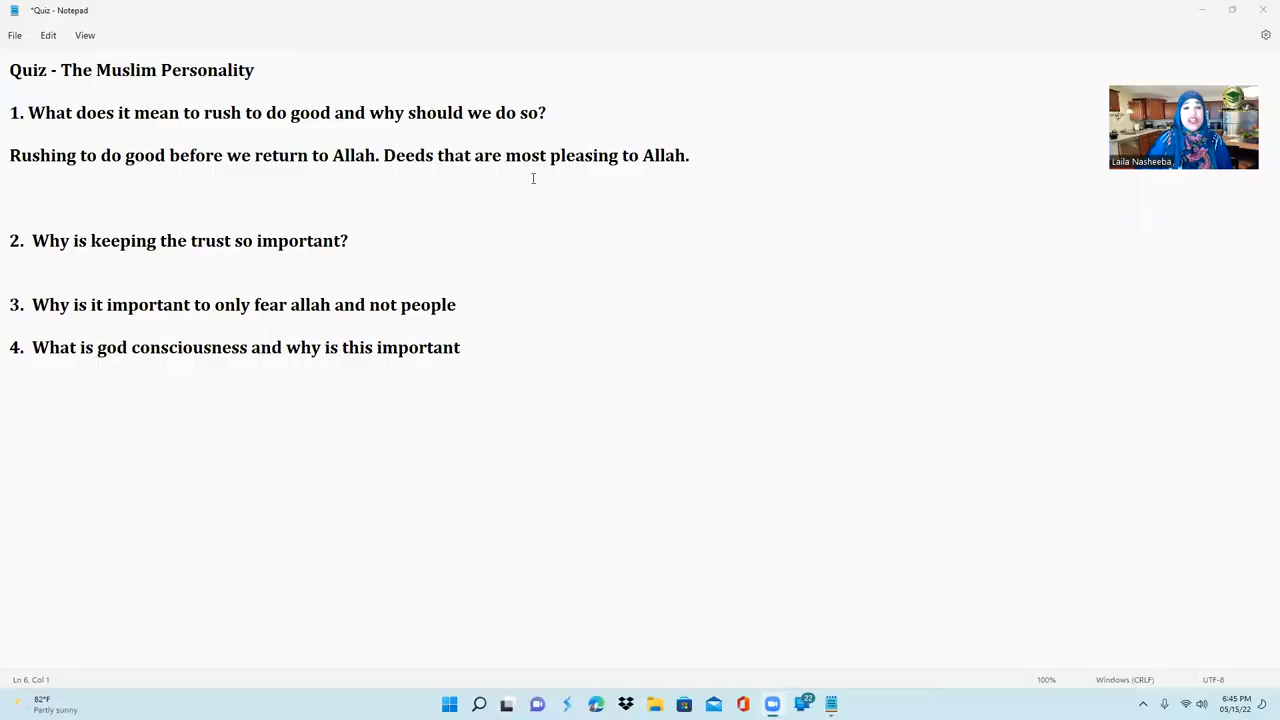 *Quiz - Notepad
File Edit View
Quiz - The Muslim Personality
1. What does it mean to rush to do good and why should we do so?
Rushing to do good before we return to Allah. Deeds that are most pleasing to Allah.
Laila Nasheeba
2. Why is keeping the trust so important?
3. Why is it important to only fear allah and not people
4. What is god consciousness and why is this important
Ln 6, Col 1 100% Windows (CRLF) UTF-8
82°F
Partly sunny
22
6:45 PM
05/15/22